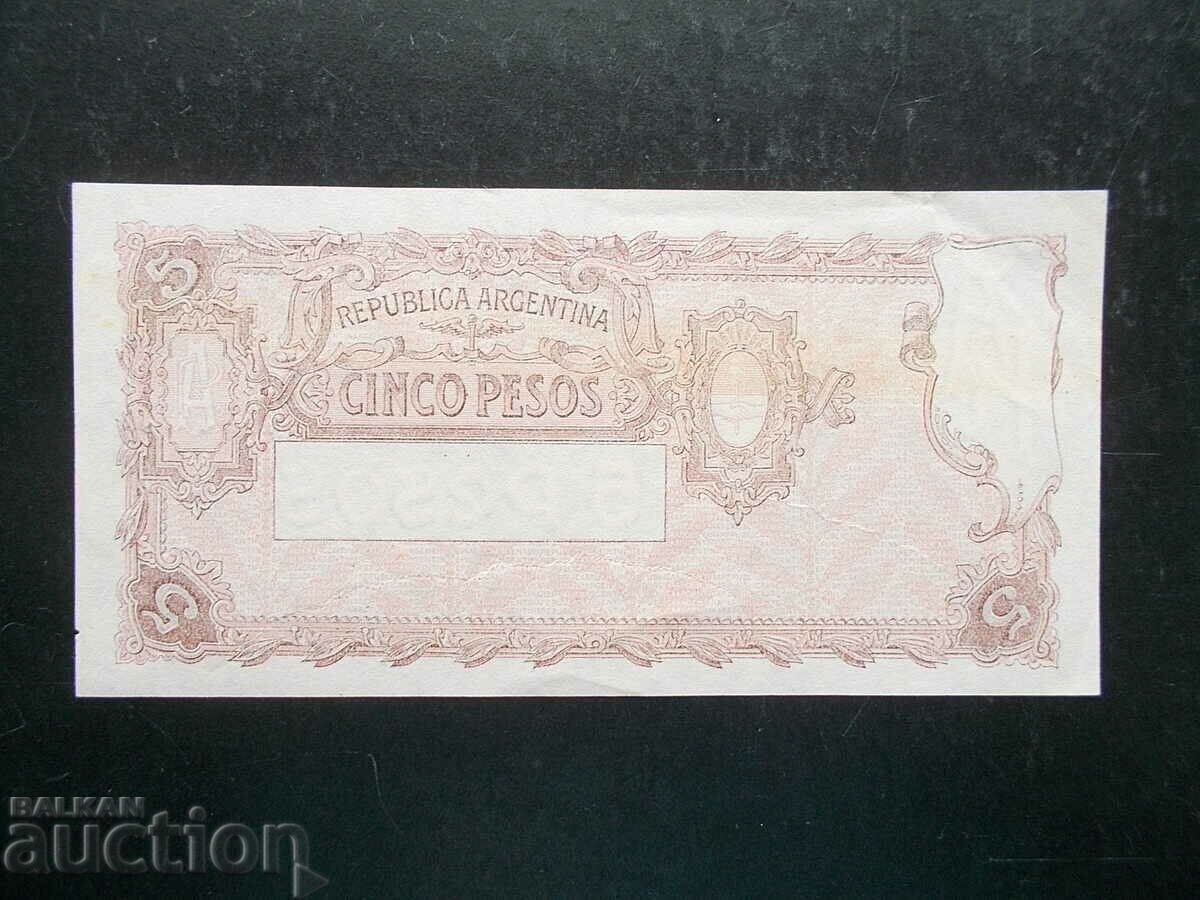 5
REPUBLICA ARGENTINA
CINCO PESOS
5
5
BALKAN
auction